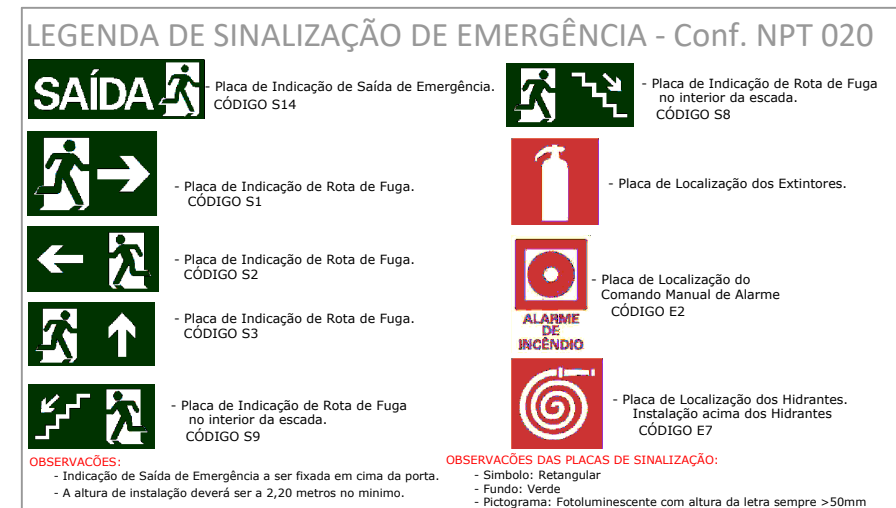 LEGENDA DE SINALIZAÇÃO DE EMERGÊNCIA - Conf. NPT 020
SAÍDA
- Placa de Indicação de Saída de Emergência.
CÓDIGO S14
- Placa de Indicação de Rota de Fuga.
CÓDIGO S1
- Placa de Indicação de Rota de Fuga.
CÓDIGO S2
- Placa de Indicação de Rota de Fuga.
CÓDIGO S3
- Placa de Indicação de Rota de Fuga
no interior da escada.
CÓDIGO S9
OBSERVACÕES:
- Indicação de Saída de Emergência a ser fixada em cima da porta.
- A altura de instalação deverá ser a 2,20 metros no minimo.
- Placa de Indicação de Rota de Fuga
no interior da escada.
CÓDIGO S8
- Placa de Localização dos Extintores.
- Placa de Localização do
Comando Manual de Alarme
CÓDIGO E2
ALARME
DE
INCÊNDIO
- Placa de Localização dos Hidrantes.
Instalação acima dos Hidrantes
CÓDIGO E7
OBSERVACÕES DAS PLACAS DE SINALIZAÇÃO:
- Simbolo: Retangular
- Fundo: Verde
- Pictograma: Fotoluminescente com altura da letra sempre >50mm